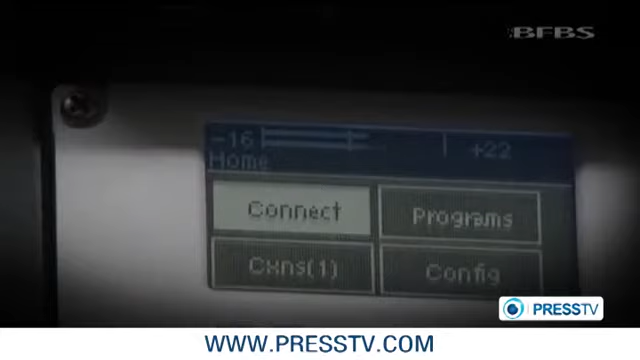 BFBS
-16 +22
Home
Connect Programs
Cxns(1) Config
PRESSTV
WWW.PRESSTV.COM